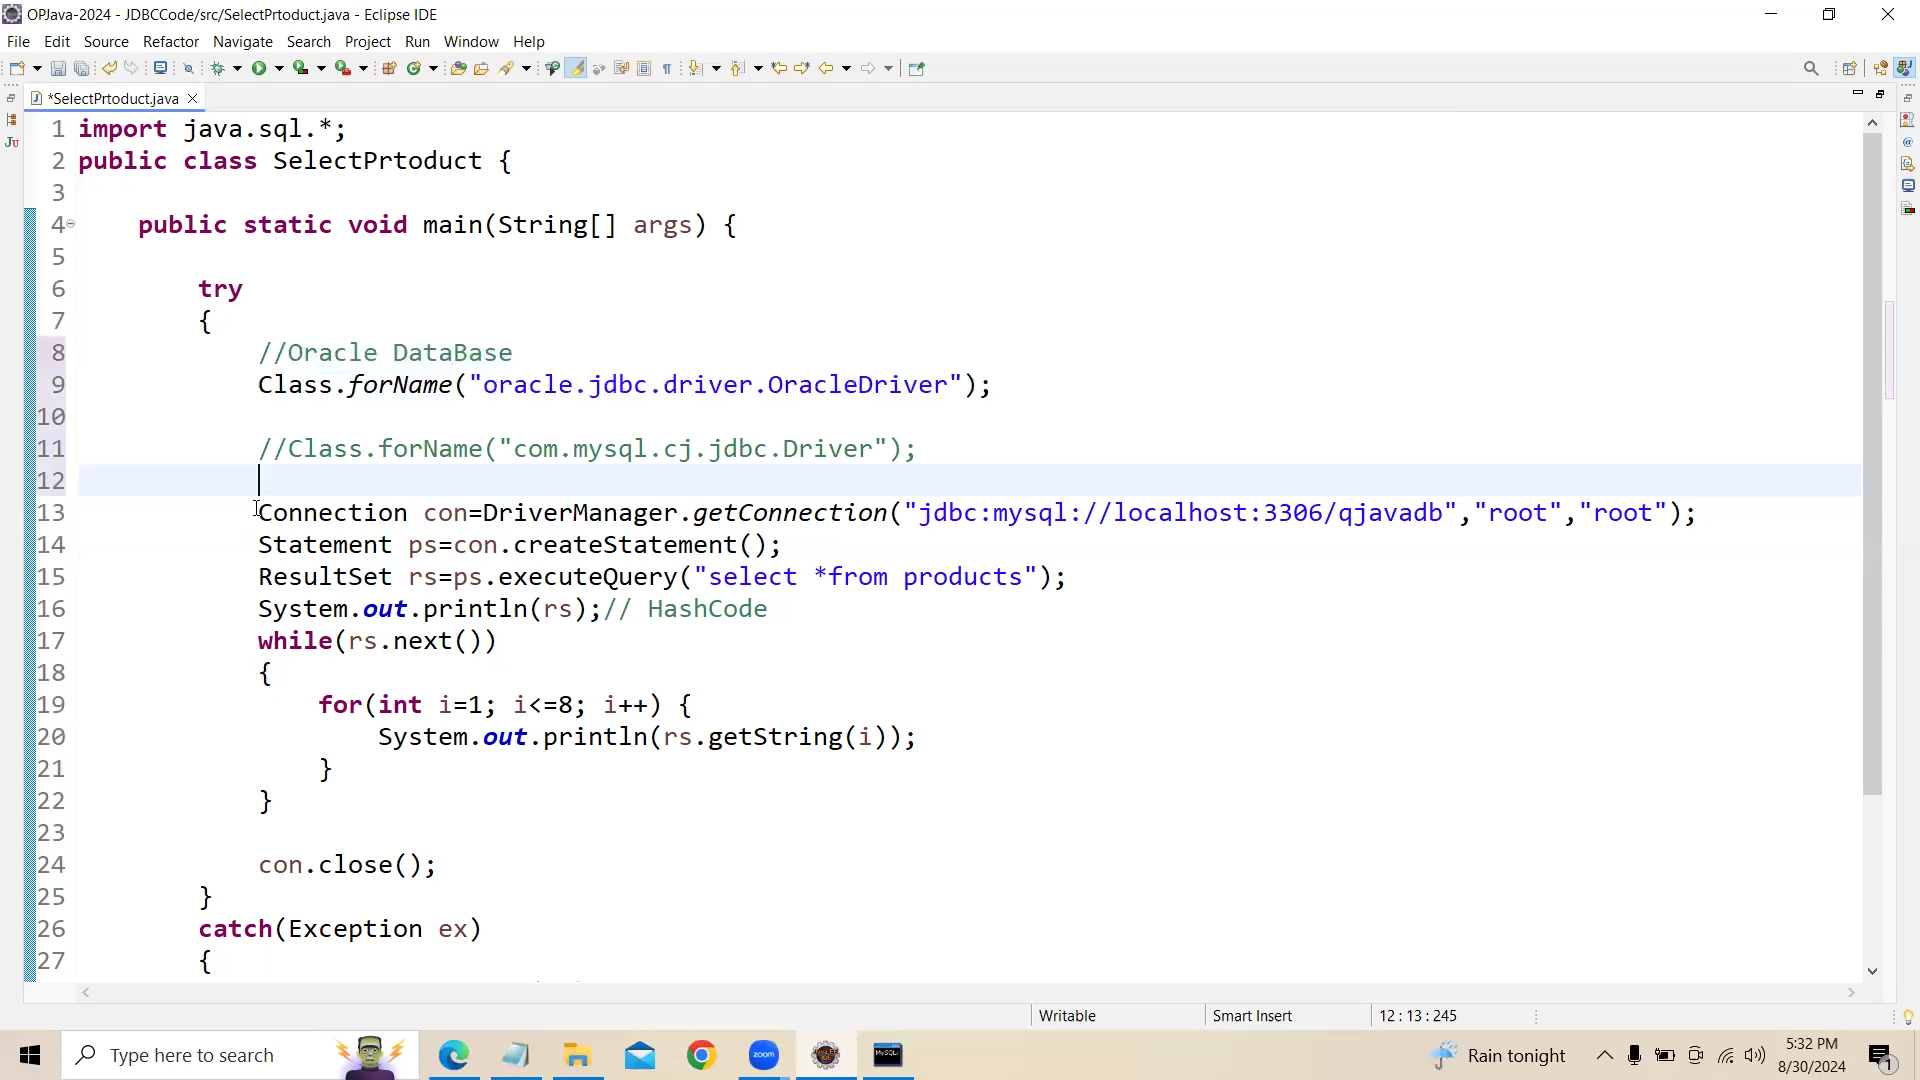 OPJava-2024 - JDBCCode/src/SelectPrtoduct.java - Eclipse IDE
File Edit Source Refactor Navigate Search Project Run Window Help
*SelectPrtoduct.java
1 import java.sql.*;
2 public class SelectPrtoduct {
3
4 public static void main(String[] args) {
5
6 try
7 {
8 //Oracle DataBase
9 Class.forName("oracle.jdbc.driver.OracleDriver");
10
11 //Class.forName("com.mysql.cj.jdbc.Driver");
12
13 Connection con=DriverManager.getConnection("jdbc:mysql://localhost:3306/qjavadb","root","root");
14 Statement ps=con.createStatement();
15 ResultSet rs=ps.executeQuery("select *from products");
16 System.out.println(rs);// HashCode
17 while(rs.next())
18 {
19 for(int i=1; i<=8; i++) {
20 System.out.println(rs.getString(i));
21 }
22 }
23
24 con.close();
25 }
26 catch(Exception ex)
27 {
Writable Smart Insert 12 : 13 : 245
Type here to search zoom Rain tonight 5:32 PM
8/30/2024
1